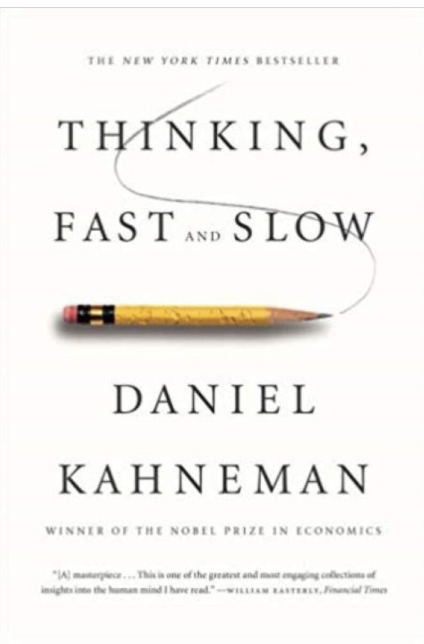 THE NEW YORK TIMES BESTSELLER
THINKING,
FAST AND SLOW
DANIEL
KAHNEMAN
WINNER OF THE NOBEL PRIZE IN ECONOMICS
"[A] masterpiece . . . This is one of the greatest and most engaging collections of
insights into the human mind I have read." —WILLIAM EASTERLY, Financial Times